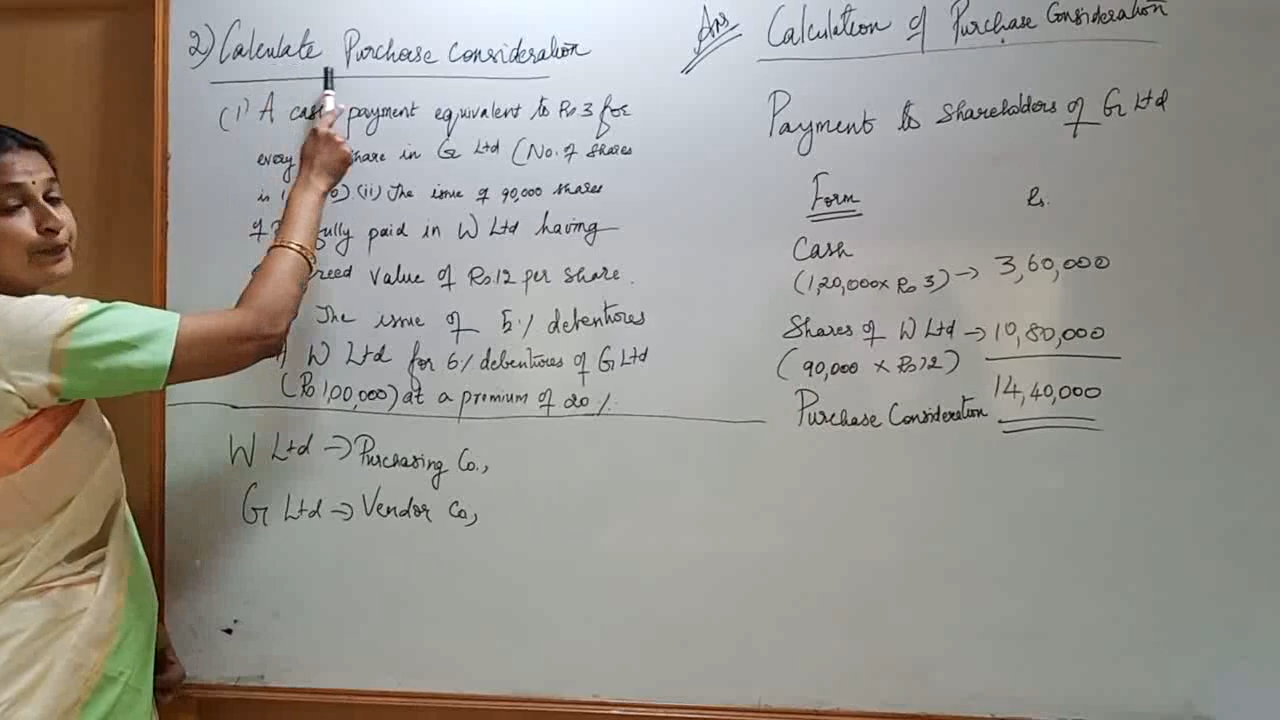 2) Calculate Purchase Consideration
(i) A cash payment equivalent to Rs.3 for
every share in G Ltd (No. of shares
is (ii) The issue of 90,000 shares
of fully paid in W Ltd having
value of Rs.12 per share.
The issue of 5% debentures
W Ltd for 6% debentures of G Ltd
(Rs 1,00,000) at a premium of 20%.
W Ltd → Purchasing Co.,
G Ltd → Vendor Co,
Ans Calculation of Purchase Consideration
Payment to Shareholders of G Ltd
Form Rs.
Cash
(1,20,000 x Rs 3) → 3,60,000
Shares of W Ltd → 10,80,000
(90,000 x Rs 12)
14,40,000
Purchase Consideration